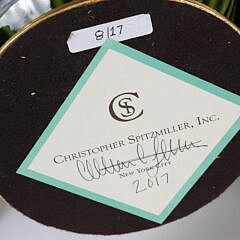 8/17
CS
CHRISTOPHER SPITZMILLER, INC.
NEW YORK CITY
2017